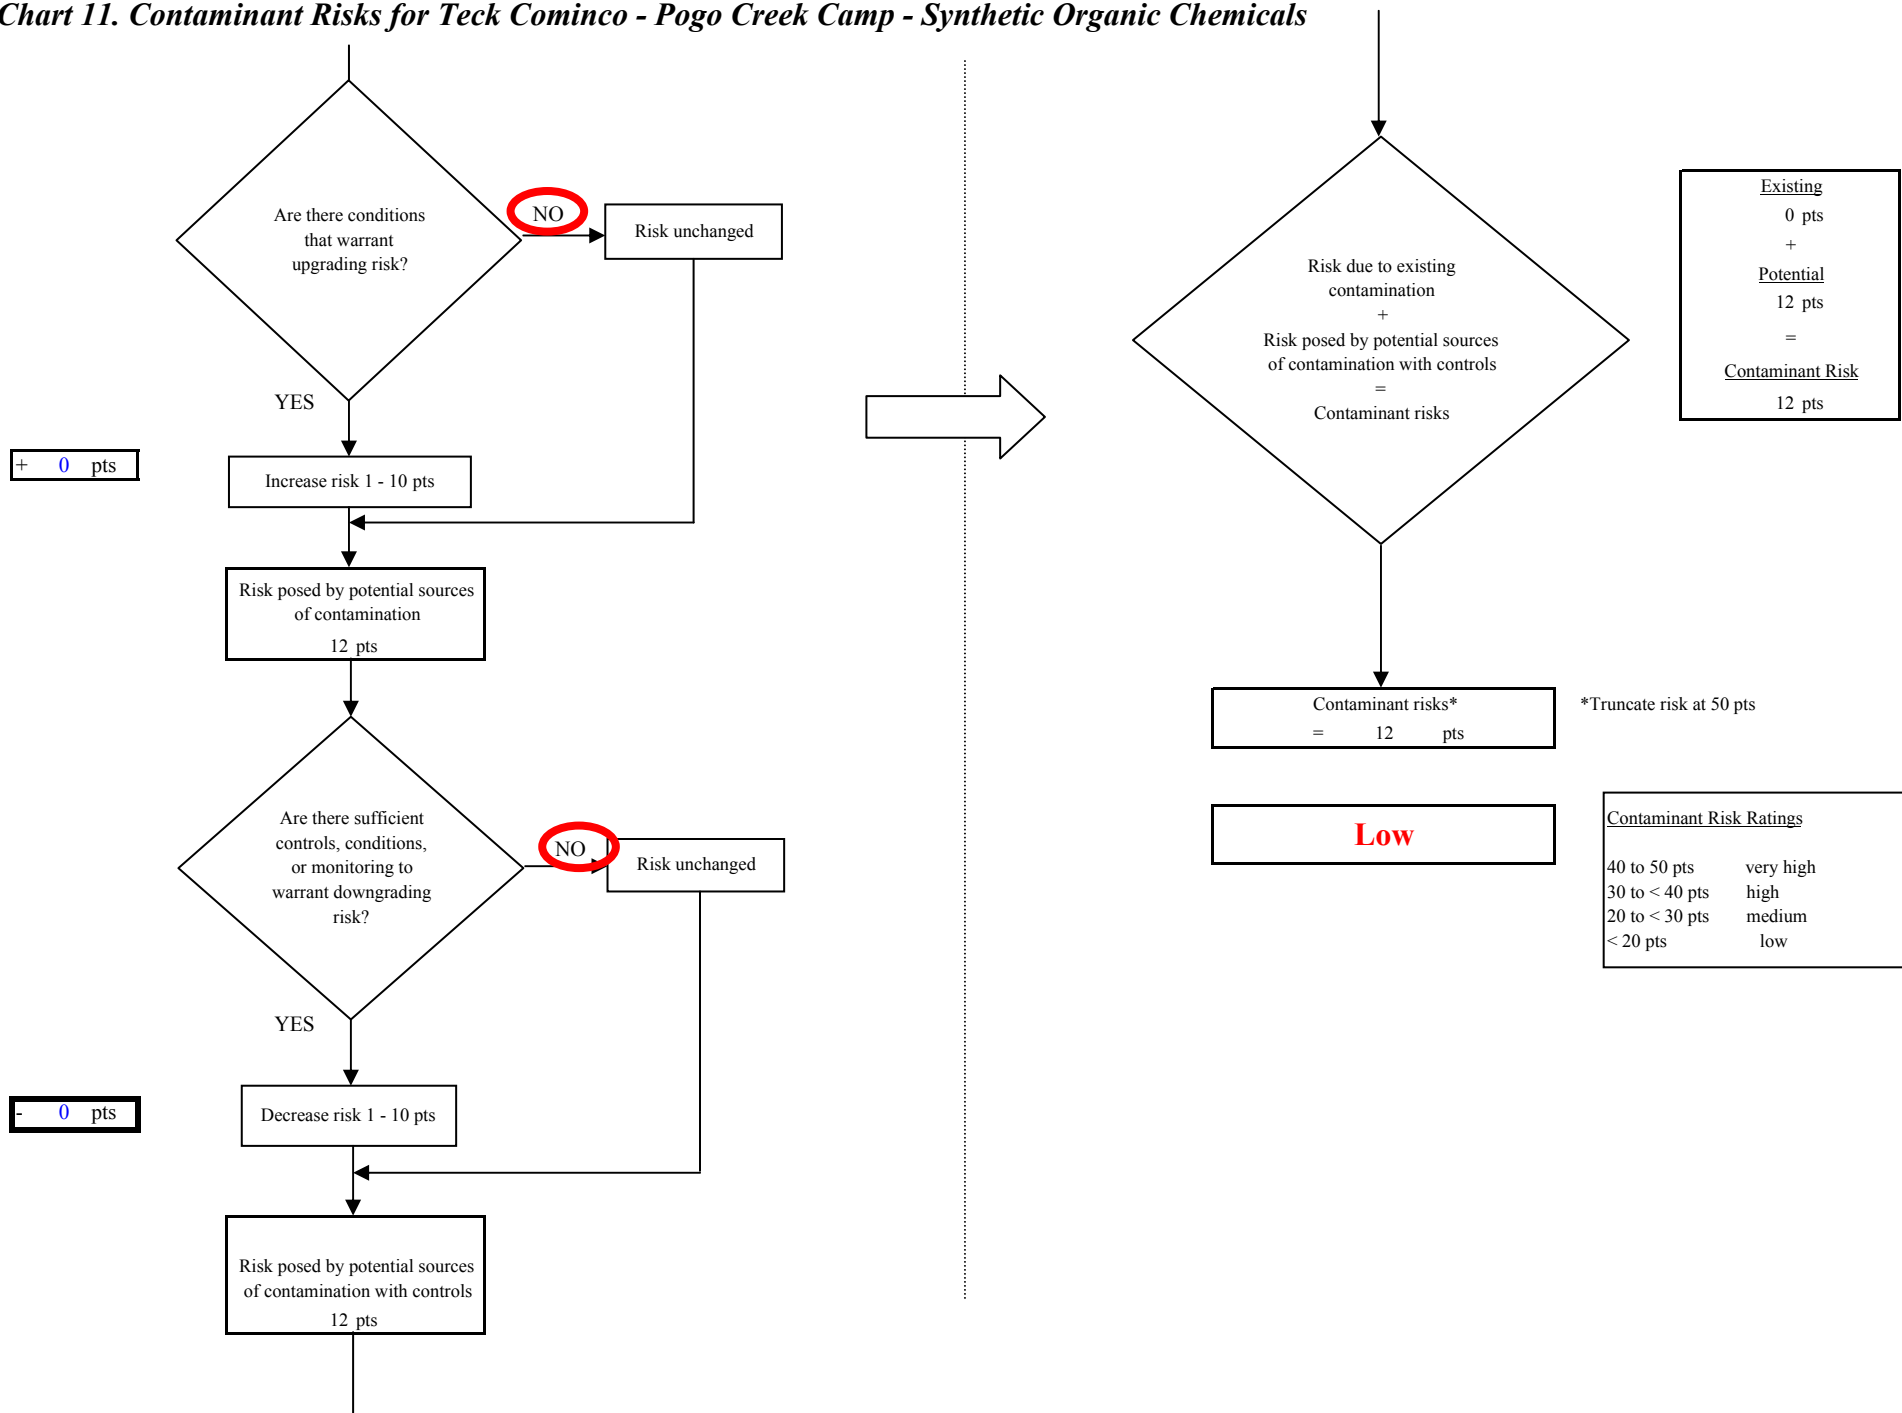 Chart 11. Contaminant Risks for Teck Cominco - Pogo Creek Camp - Synthetic Organic Chemicals
Are there conditions
that warrant
upgrading risk?
NO
Risk unchanged
YES
+ 0 pts
Increase risk 1 - 10 pts
Risk posed by potential sources
of contamination
12 pts
Are there sufficient
controls, conditions,
or monitoring to
warrant downgrading
risk?
NO
Risk unchanged
YES
- 0 pts
Decrease risk 1 - 10 pts
Risk posed by potential sources
of contamination with controls
12 pts
Risk due to existing
contamination
+
Risk posed by potential sources
of contamination with controls
=
Contaminant risks
Existing
0 pts
+
Potential
12 pts
=
Contaminant Risk
12 pts
Contaminant risks*
= 12 pts
*Truncate risk at 50 pts
Low
Contaminant Risk Ratings
40 to 50 pts very high
30 to < 40 pts high
20 to < 30 pts medium
< 20 pts low